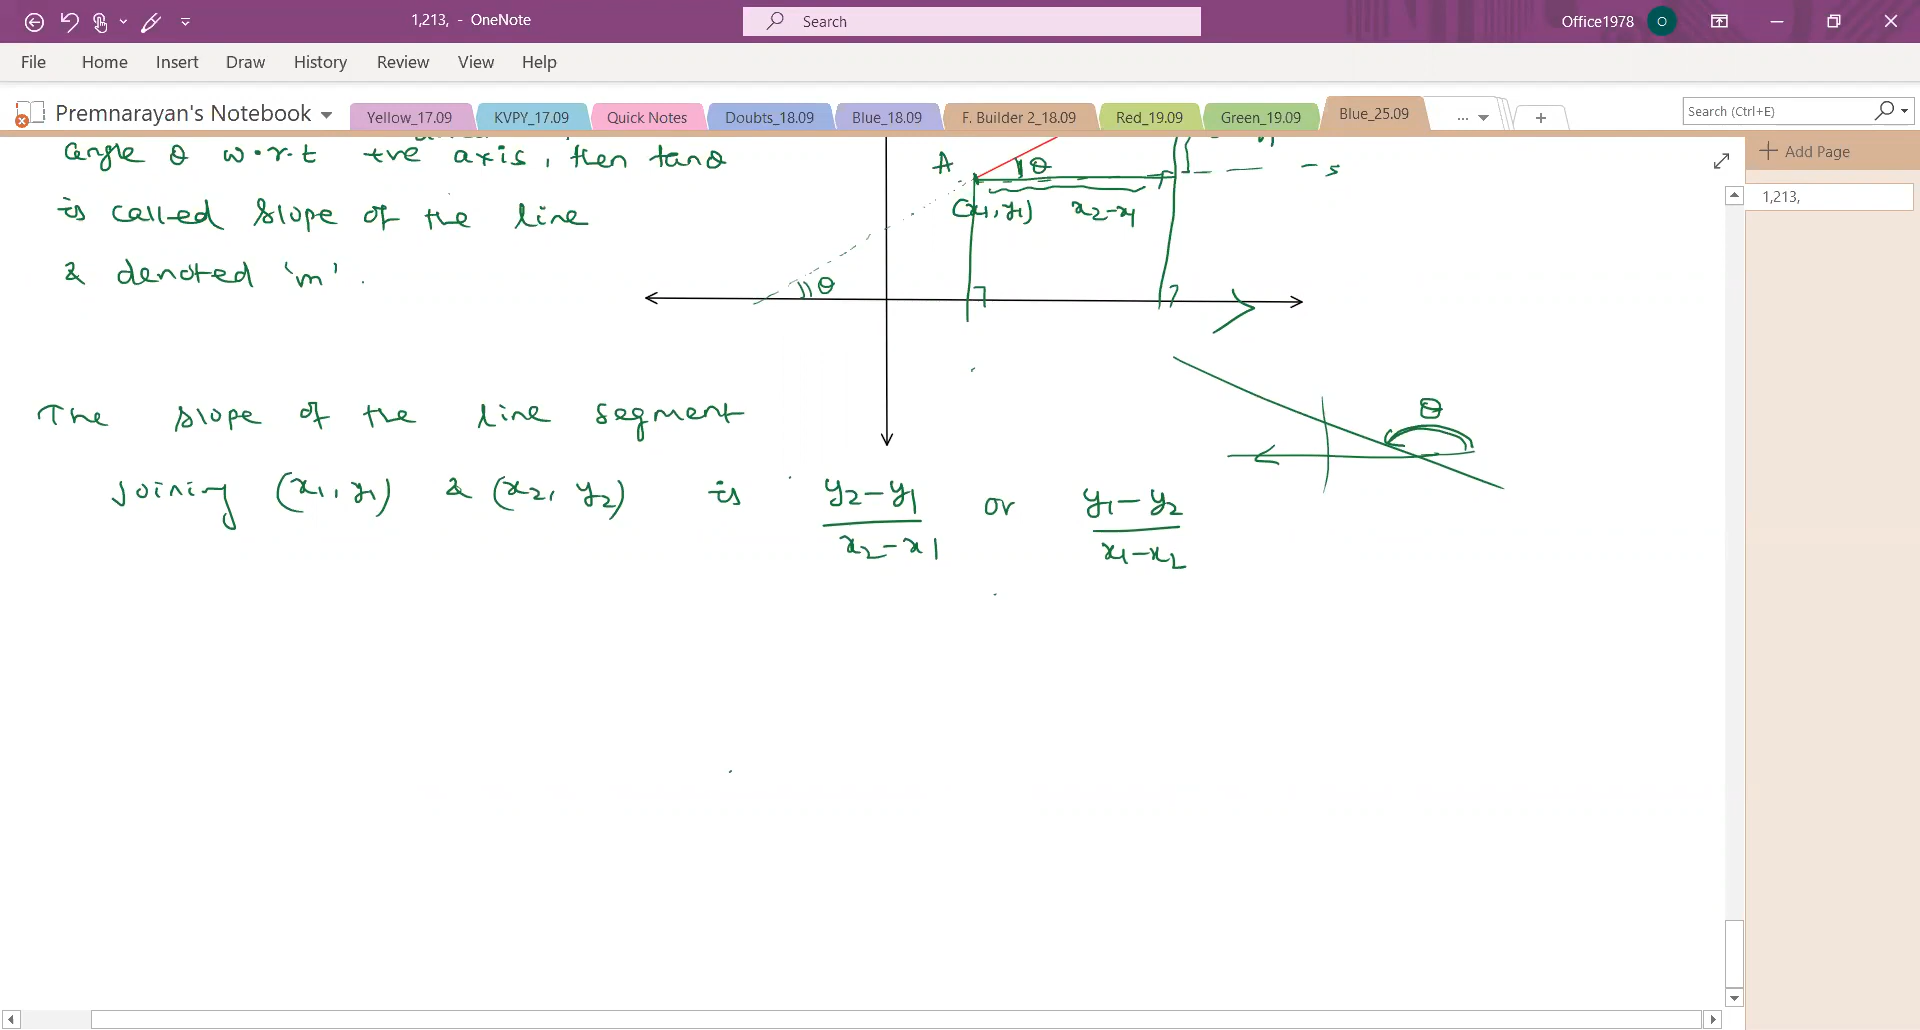 1,213, - OneNote
Search
Office1978
O
File Home Insert Draw History Review View Help
Premnarayan's Notebook
Yellow_17.09 KVPY_17.09 Quick Notes Doubts_18.09 Blue_18.09 F. Builder 2_18.09 Red_19.09 Green_19.09 Blue_25.09 ... +
Search (Ctrl+E)
Add Page
1,213,
angle θ w.r.t +ve axis, then tanθ
is called slope of the line
& denoted 'm'.
A
θ
(x1, y1) x2-x1
θ
The slope of the line segment
joining (x1, y1) & (x2, y2) is y2-y1 / x2-x1 or y1-y2 / x1-x2
θ